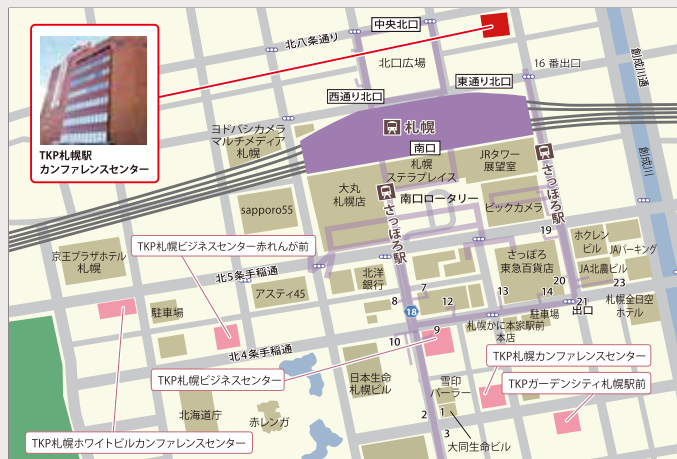 中央北口
北八条通り
北口広場
16 番出口
創成川通
西通り北口
東通り北口
TKP札幌駅
カンファレンスセンター
ヨドバシカメラ
マルチメディア
札幌
札幌
南口
創成川
札幌
ステラプレイス
JRタワー
展望室
大丸
札幌店
南口ロータリー
ビックカメラ
さっぽろ駅
さっぽろ駅
sapporo55
19
ホクレン
ビル
JAパーキング
京王プラザホテル
札幌
TKP札幌ビジネスセンター赤れんが前
さっぽろ
東急百貨店
JA北農ビル
北5条手稲通
北洋
銀行
20
23
アスティ45
7
8
12
13
14
21
出口
札幌全日空
ホテル
駐車場
18
駐車場
札幌かに本家駅前
本店
9
10
北4条手稲通
TKP札幌カンファレンスセンター
TKP札幌ビジネスセンター
日本生命
札幌ビル
雪印
パーラー
TKPガーデンシティ札幌駅前
北海道庁
赤レンガ
2
1
3
TKP札幌ホワイトビルカンファレンスセンター
大同生命ビル